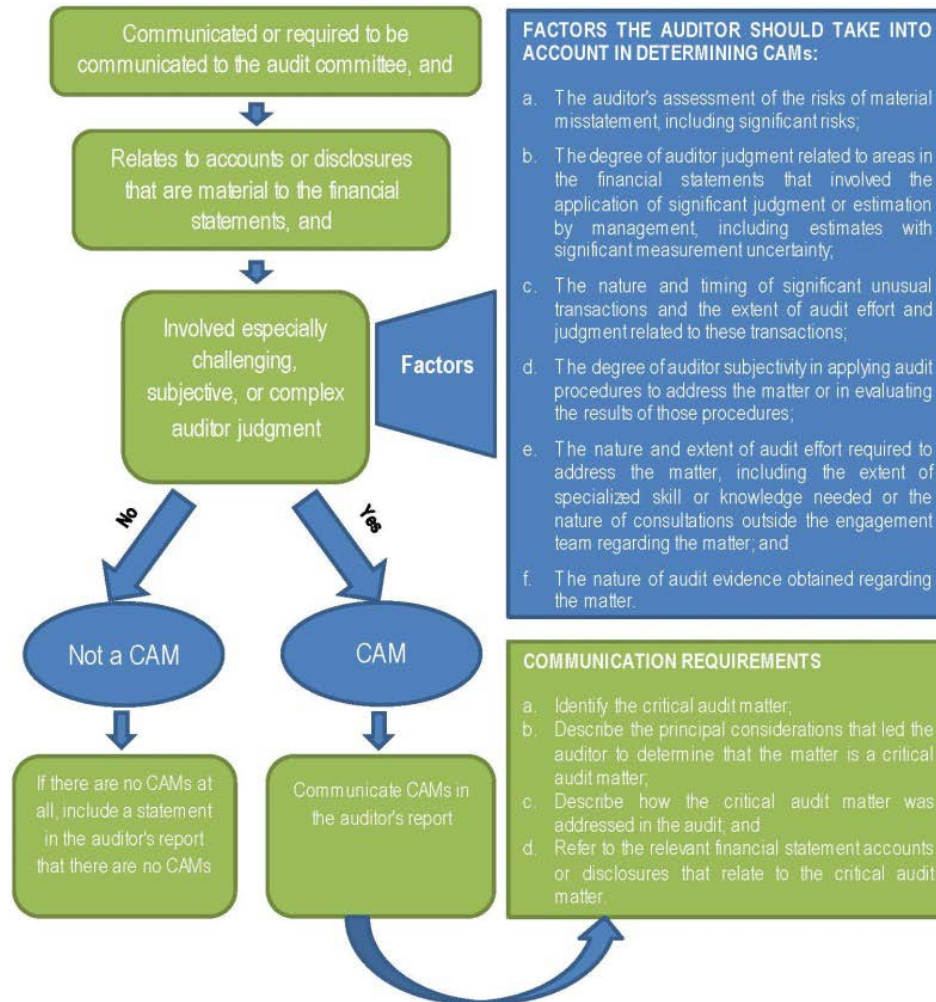 Communicated or required to be
communicated to the audit committee, and
Relates to accounts or disclosures
that are material to the financial
statements, and
Involved especially
challenging,
subjective, or complex
auditor judgment
Factors
No
Yes
Not a CAM
CAM
If there are no CAMs at
all, include a statement
in the auditor's report
that there are no CAMs
Communicate CAMs in
the auditor's report
FACTORS THE AUDITOR SHOULD TAKE INTO
ACCOUNT IN DETERMINING CAMs:
a. The auditor's assessment of the risks of material
misstatement, including significant risks;
b. The degree of auditor judgment related to areas in
the financial statements that involved the
application of significant judgment or estimation
by management, including estimates with
significant measurement uncertainty;
c. The nature and timing of significant unusual
transactions and the extent of audit effort and
judgment related to these transactions;
d. The degree of auditor subjectivity in applying audit
procedures to address the matter or in evaluating
the results of those procedures;
e. The nature and extent of audit effort required to
address the matter, including the extent of
specialized skill or knowledge needed or the
nature of consultations outside the engagement
team regarding the matter; and
f. The nature of audit evidence obtained regarding
the matter.
COMMUNICATION REQUIREMENTS
a. Identify the critical audit matter;
b. Describe the principal considerations that led the
auditor to determine that the matter is a critical
audit matter;
c. Describe how the critical audit matter was
addressed in the audit; and
d. Refer to the relevant financial statement accounts
or disclosures that relate to the critical audit
matter.